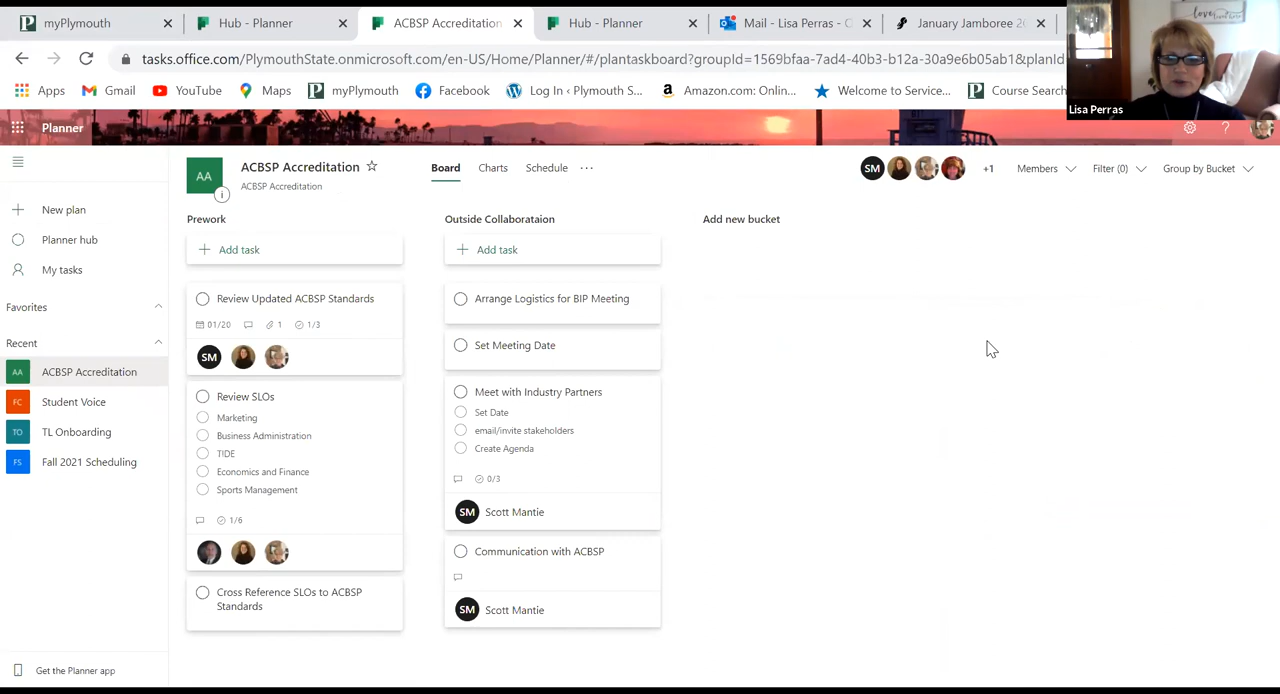 myPlymouth
Hub - Planner
ACBSP Accreditation
Hub - Planner
Mail - Lisa Perras - O
January Jamboree 20
tasks.office.com/PlymouthState.onmicrosoft.com/en-US/Home/Planner/#/plantaskboard?groupId=1569bfaa-7ad4-40b3-b12a-30a9e6b05ab1&planId
Apps
Gmail
YouTube
Maps
myPlymouth
Facebook
Log In ‹ Plymouth S...
Amazon.com: Onlin...
Welcome to Service...
Course Search
Lisa Perras
Planner
AA
ACBSP Accreditation
ACBSP Accreditation
Board
Charts
Schedule
SM
+1
Members
Filter (0)
Group by Bucket
New plan
Planner hub
My tasks
Favorites
Recent
AA ACBSP Accreditation
FC Student Voice
TO TL Onboarding
FS Fall 2021 Scheduling
Get the Planner app
Prework
Add task
Review Updated ACBSP Standards
01/20 1 1/3
SM
Review SLOs
Marketing
Business Administration
TIDE
Economics and Finance
Sports Management
1/6
Cross Reference SLOs to ACBSP
Standards
Outside Collaborataion
Add task
Arrange Logistics for BIP Meeting
Set Meeting Date
Meet with Industry Partners
Set Date
email/invite stakeholders
Create Agenda
0/3
SM Scott Mantie
Communication with ACBSP
SM Scott Mantie
Add new bucket